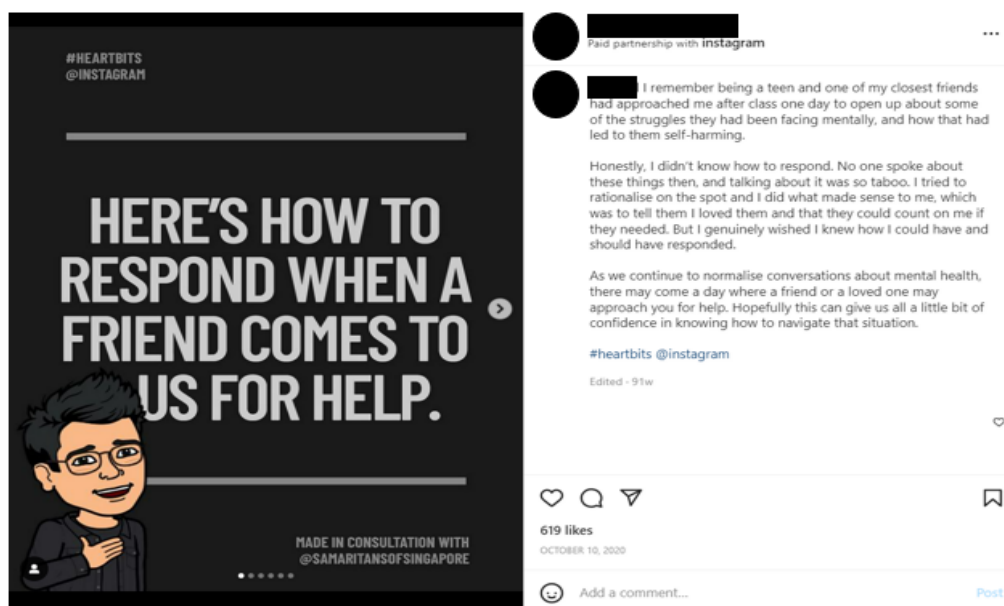 #HEARTBITS
@INSTAGRAM
HERE'S HOW TO
RESPOND WHEN A
FRIEND COMES TO
US FOR HELP.
MADE IN CONSULTATION WITH
@SAMARITANSOFSINGAPORE
Paid partnership with instagram
I remember being a teen and one of my closest friends
had approached me after class one day to open up about some
of the struggles they had been facing mentally, and how that had
led to them self-harming.
Honestly, I didn't know how to respond. No one spoke about
these things then, and talking about it was so taboo. I tried to
rationalise on the spot and I did what made sense to me, which
was to tell them I loved them and that they could count on me if
they needed. But I genuinely wished I knew how I could have and
should have responded.
As we continue to normalise conversations about mental health,
there may come a day where a friend or a loved one may
approach you for help. Hopefully this can give us all a little bit of
confidence in knowing how to navigate that situation.
#heartbits @instagram
Edited - 91w
619 likes
OCTOBER 10, 2020
Add a comment...
Post